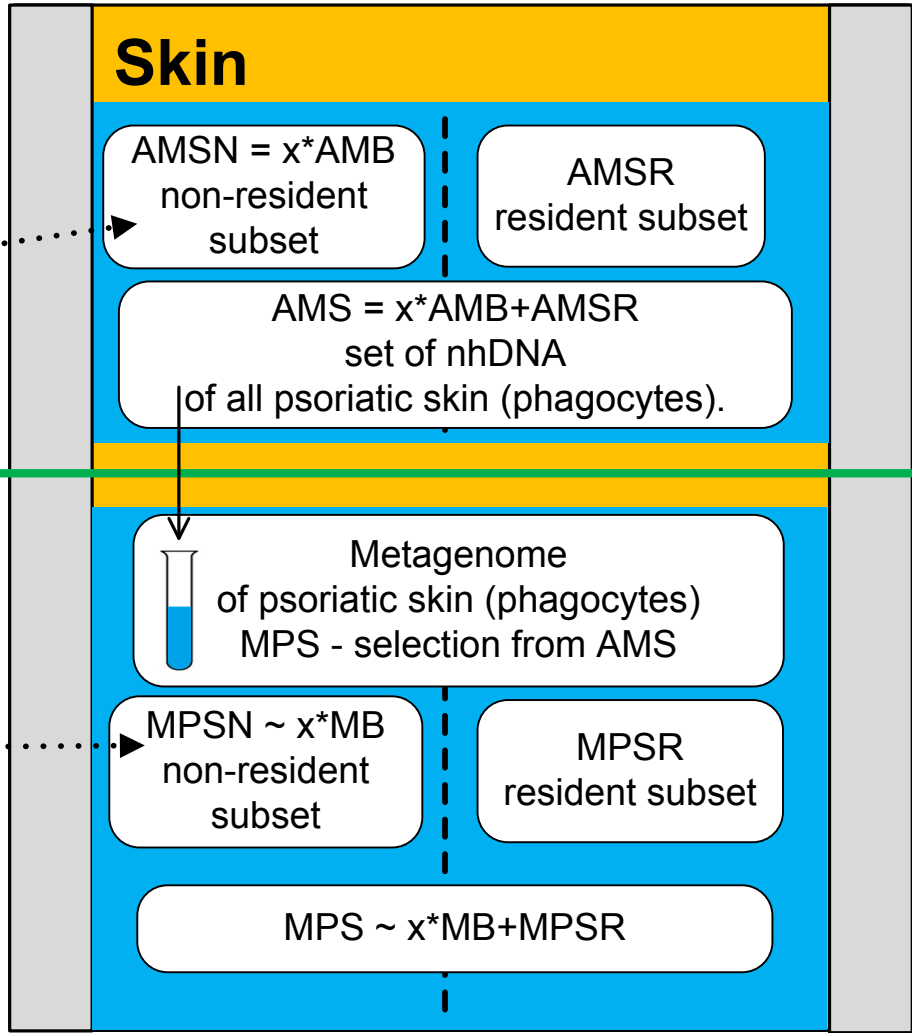 Skin
AMSN = x*AMB
non-resident
subset
AMSR
resident subset
AMS = x*AMB+AMSR
set of nhDNA
of all psoriatic skin (phagocytes).
Metagenome
of psoriatic skin (phagocytes)
MPS - selection from AMS
MPSN ~ x*MB
non-resident
subset
MPSR
resident subset
MPS ~ x*MB+MPSR